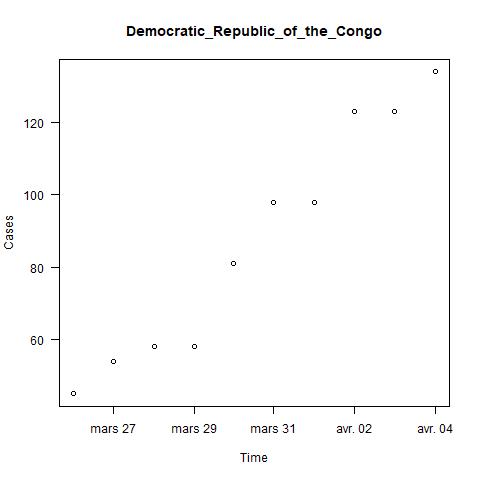 Democratic_Republic_of_the_Congo
120
100
80
60
Cases
mars 27 mars 29 mars 31 avr. 02 avr. 04
Time